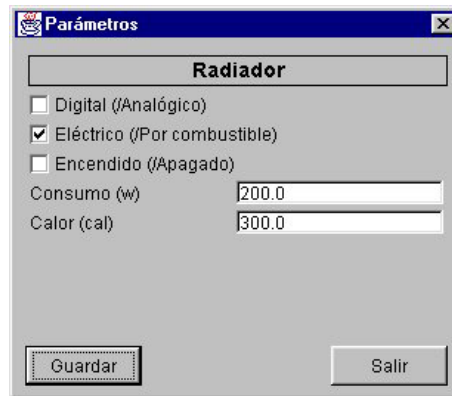 Parámetros
Radiador
Digital (/Analógico)
Eléctrico (/Por combustible)
Encendido (/Apagado)
Consumo (w) 200.0
Calor (cal) 300.0
Guardar Salir